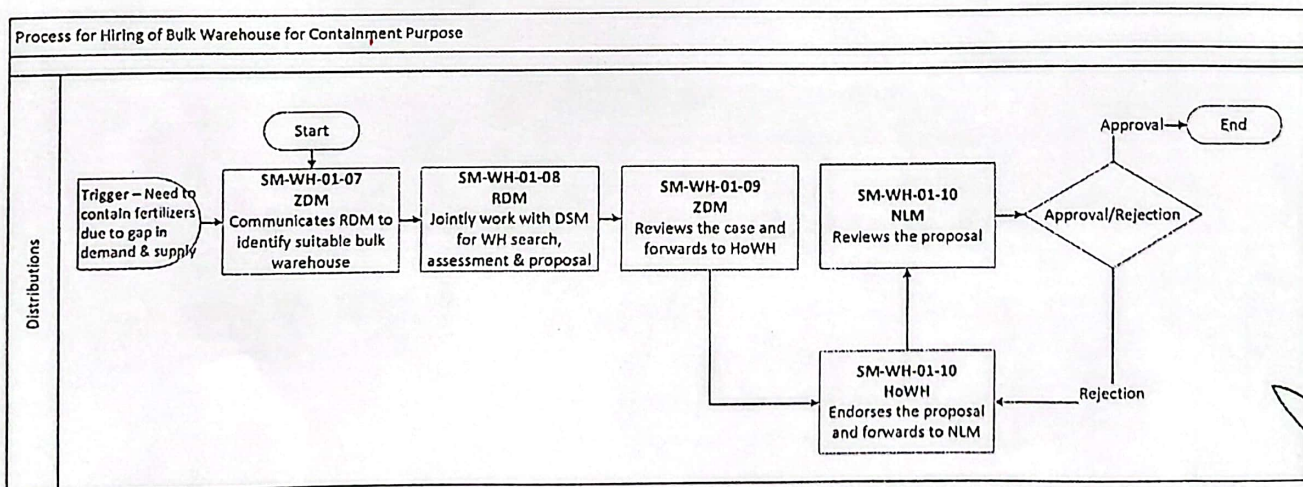 Process for Hiring of Bulk Warehouse for Containment Purpose
Distributions
Start
Trigger – Need to
contain fertilizers
due to gap in
demand & supply
SM-WH-01-07
ZDM
Communicates RDM to
identify suitable bulk
warehouse
SM-WH-01-08
RDM
Jointly work with DSM
for WH search,
assessment & proposal
SM-WH-01-09
ZDM
Reviews the case and
forwards to HoWH
SM-WH-01-10
NLM
Reviews the proposal
Approval/Rejection
Approval
End
SM-WH-01-10
HoWH
Endorses the proposal
and forwards to NLM
Rejection